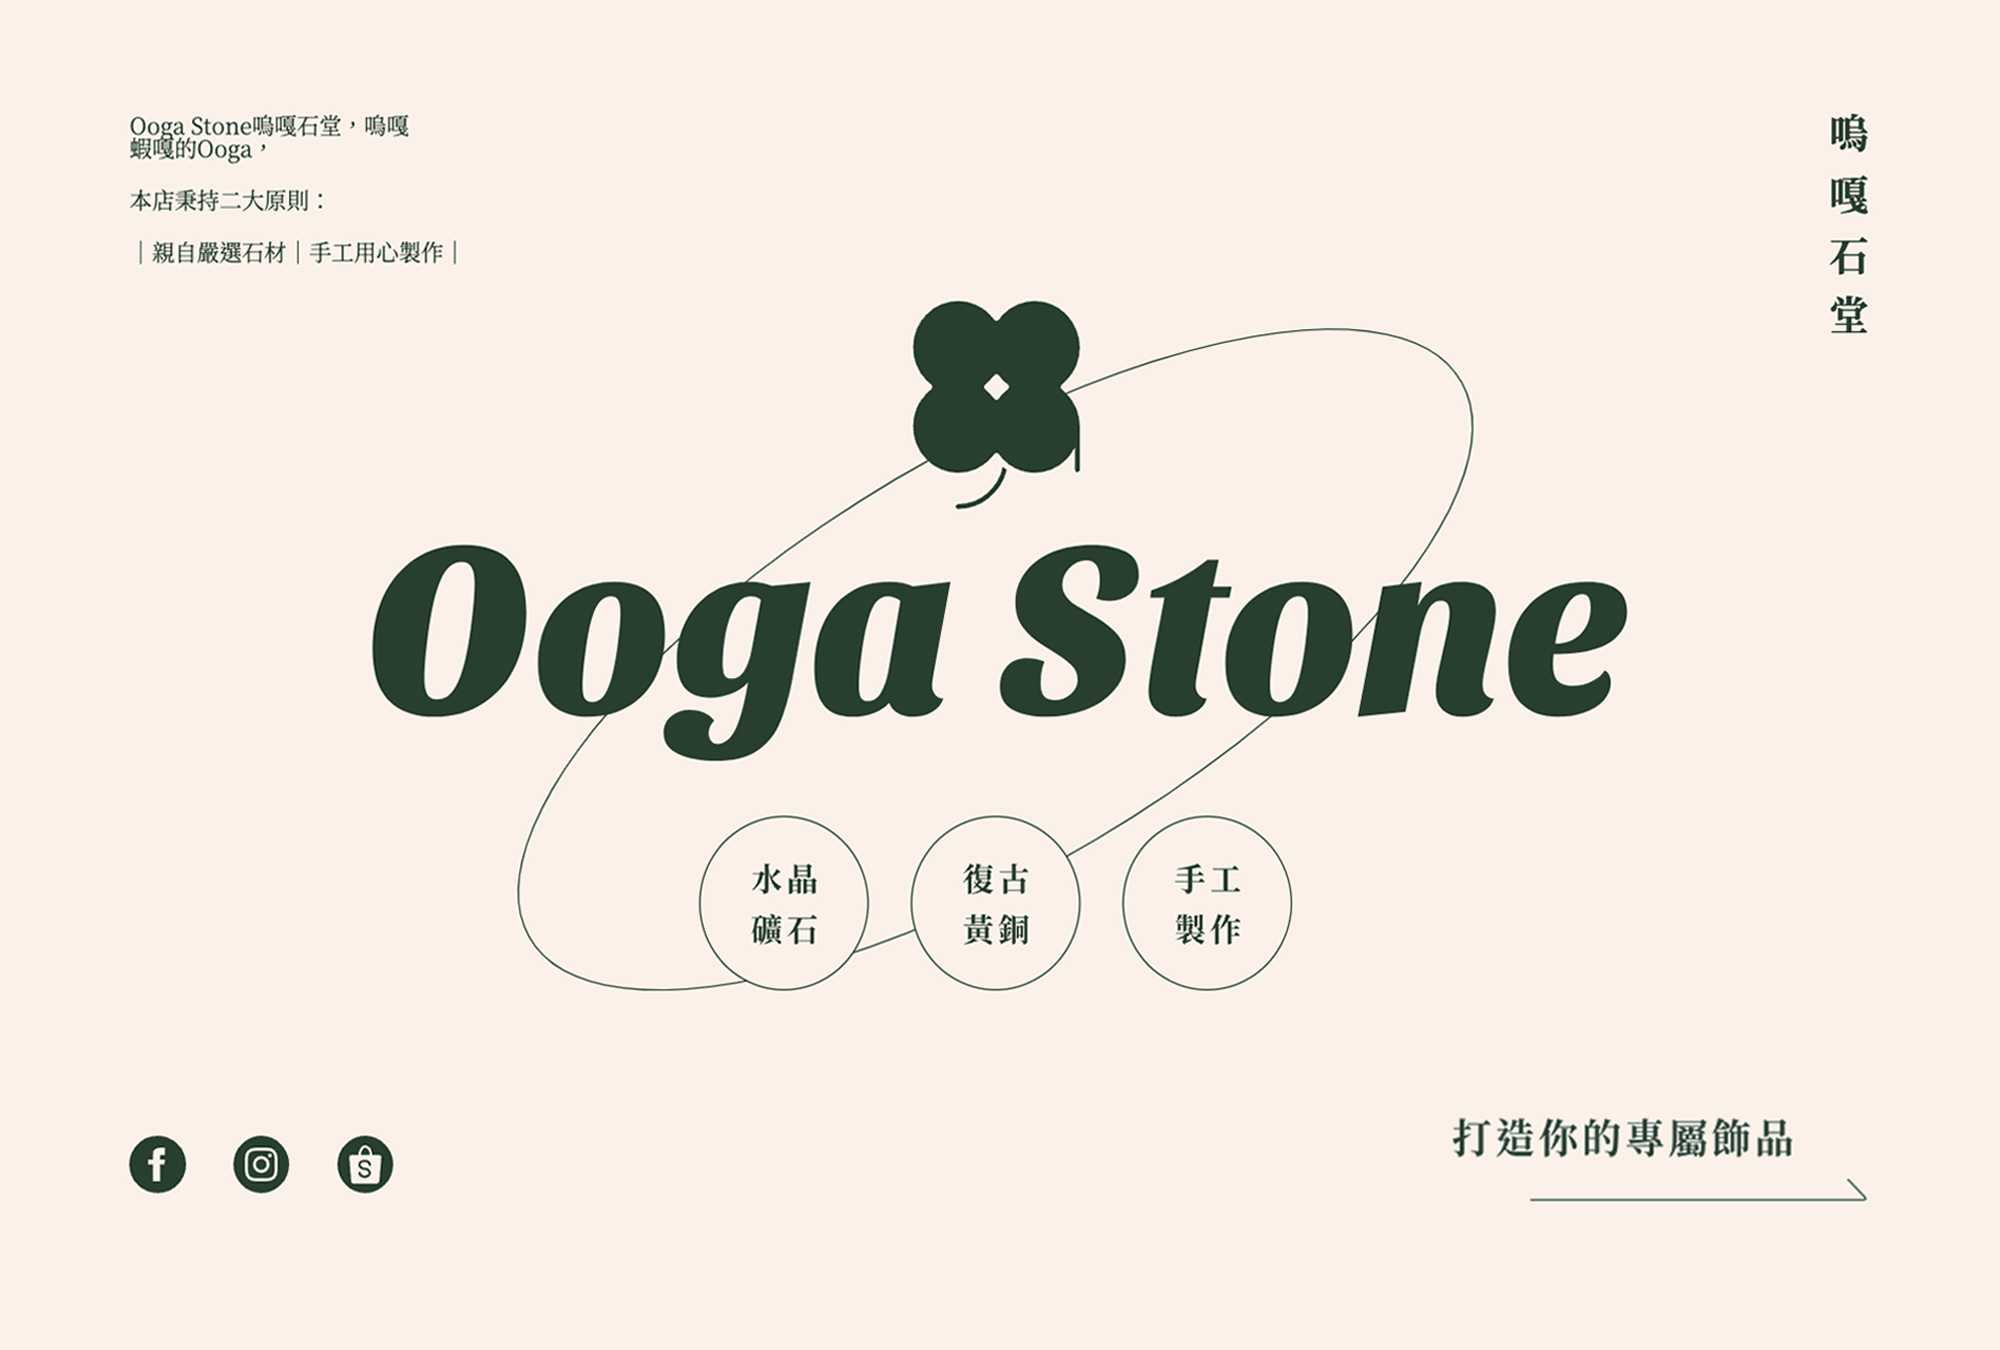 Ooga Stone嗚嘎石堂，嗚嘎
蝦嘎的Ooga，
本店秉持二大原則：
｜親自嚴選石材｜手工用心製作｜
嗚嘎石堂
Ooga Stone
水晶
礦石
復古
黃銅
手工
製作
打造你的專屬飾品